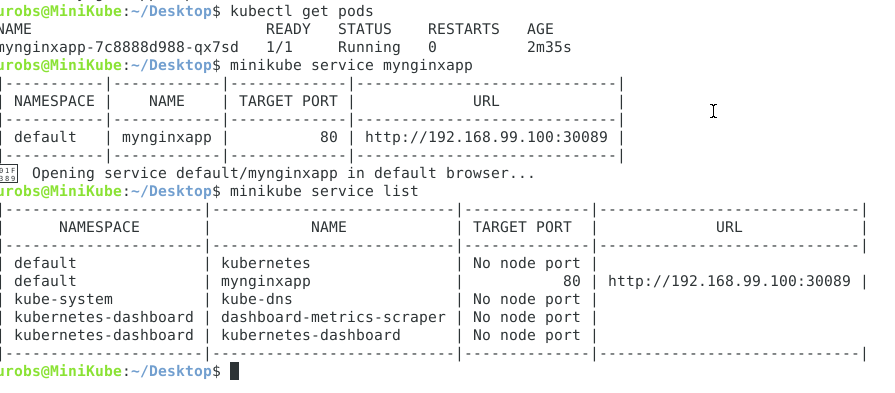 urobs@MiniKube:~/Desktop$ kubectl get pods
NAME                          READY   STATUS    RESTARTS   AGE
mynginxapp-7c8888d988-qx7sd   1/1     Running   0          2m35s
urobs@MiniKube:~/Desktop$ minikube service mynginxapp
|-----------|------------|-------------|-----------------------------|
| NAMESPACE |    NAME    | TARGET PORT |             URL             |
|-----------|------------|-------------|-----------------------------|
| default   | mynginxapp |          80 | http://192.168.99.100:30089 |
|-----------|------------|-------------|-----------------------------|
01F389 Opening service default/mynginxapp in default browser...
urobs@MiniKube:~/Desktop$ minikube service list
|----------------------|---------------------------|--------------|-----------------------------|
|      NAMESPACE       |           NAME            | TARGET PORT  |             URL             |
|----------------------|---------------------------|--------------|-----------------------------|
| default              | kubernetes                | No node port |
| default              | mynginxapp                |           80 | http://192.168.99.100:30089 |
| kube-system          | kube-dns                  | No node port |
| kubernetes-dashboard | dashboard-metrics-scraper | No node port |
| kubernetes-dashboard | kubernetes-dashboard      | No node port |
|----------------------|---------------------------|--------------|-----------------------------|
urobs@MiniKube:~/Desktop$